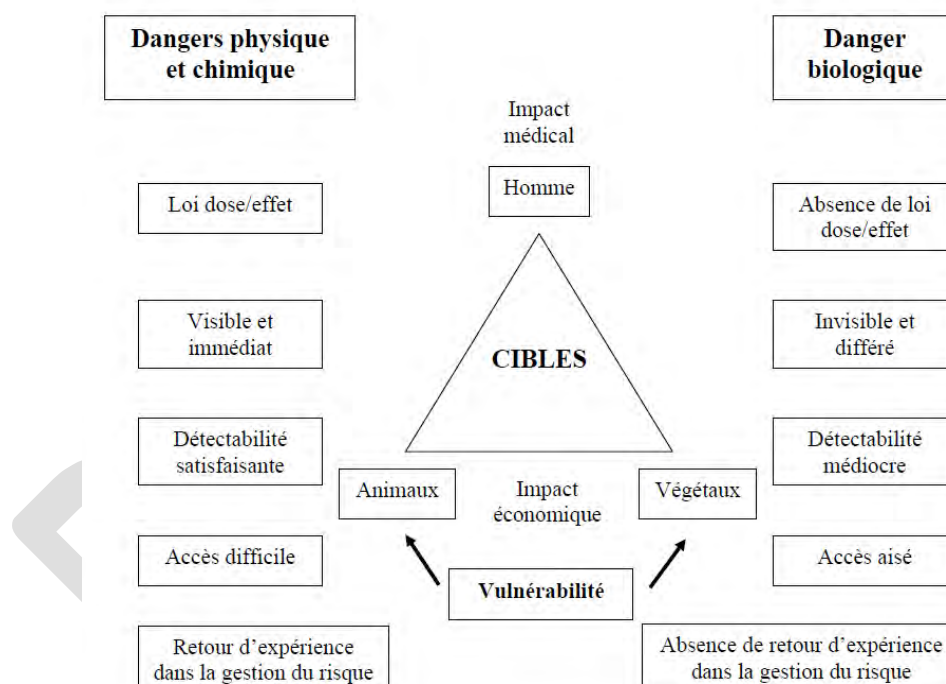 Dangers physique
et chimique
Danger
biologique
Impact
médical
Homme
Loi dose/effet
Absence de loi
dose/effet
Visible et
immédiat
CIBLES
Invisible et
différé
Détectabilité
satisfaisante
Détectabilité
médiocre
Animaux
Impact
économique
Végétaux
Accès difficile
Accès aisé
Vulnérabilité
Retour d’expérience
dans la gestion du risque
Absence de retour d’expérience
dans la gestion du risque